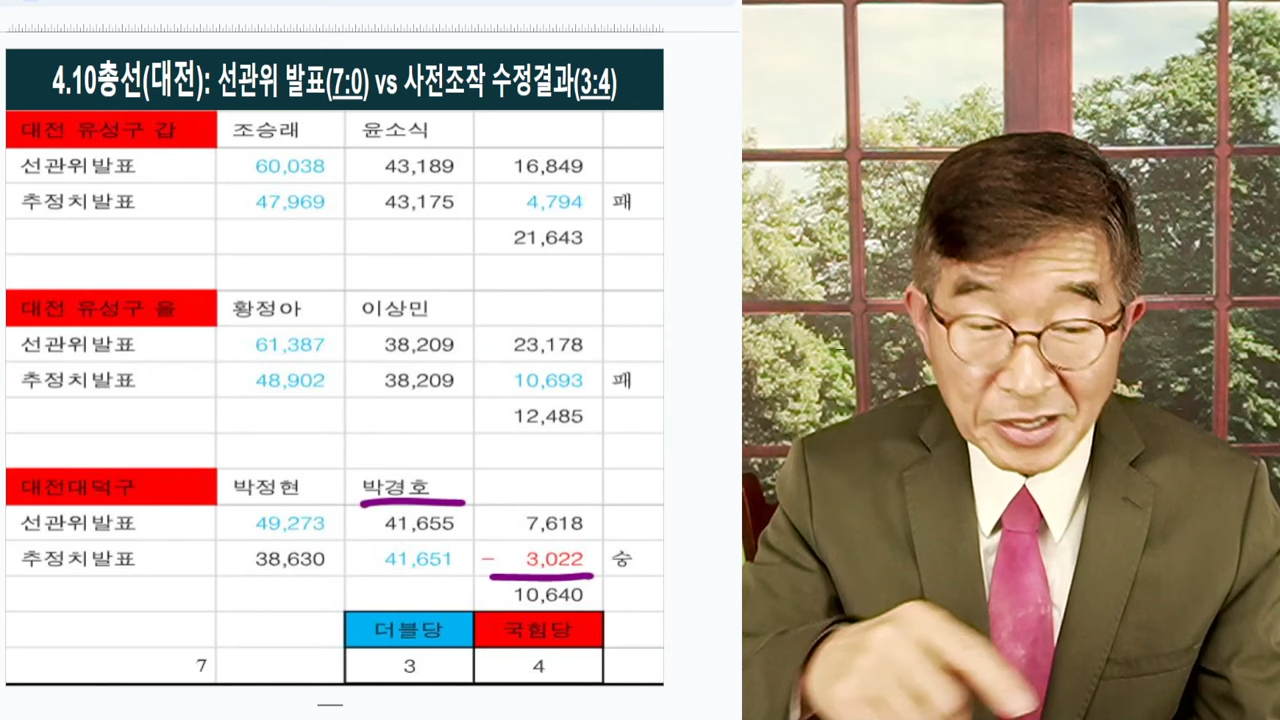 4.10총선(대전): 선관위 발표(7:0) vs 사전조작 수정결과(3:4)
대전 유성구 갑 조승래 윤소식
선관위발표 60,038 43,189 16,849
추정치발표 47,969 43,175 4,794 패
21,643
대전 유성구 을 황정아 이상민
선관위발표 61,387 38,209 23,178
추정치발표 48,902 38,209 10,693 패
12,485
대전대덕구 박정현 박경호
선관위발표 49,273 41,655 7,618
추정치발표 38,630 41,651 - 3,022 승
10,640
더불당 국힘당
7 3 4